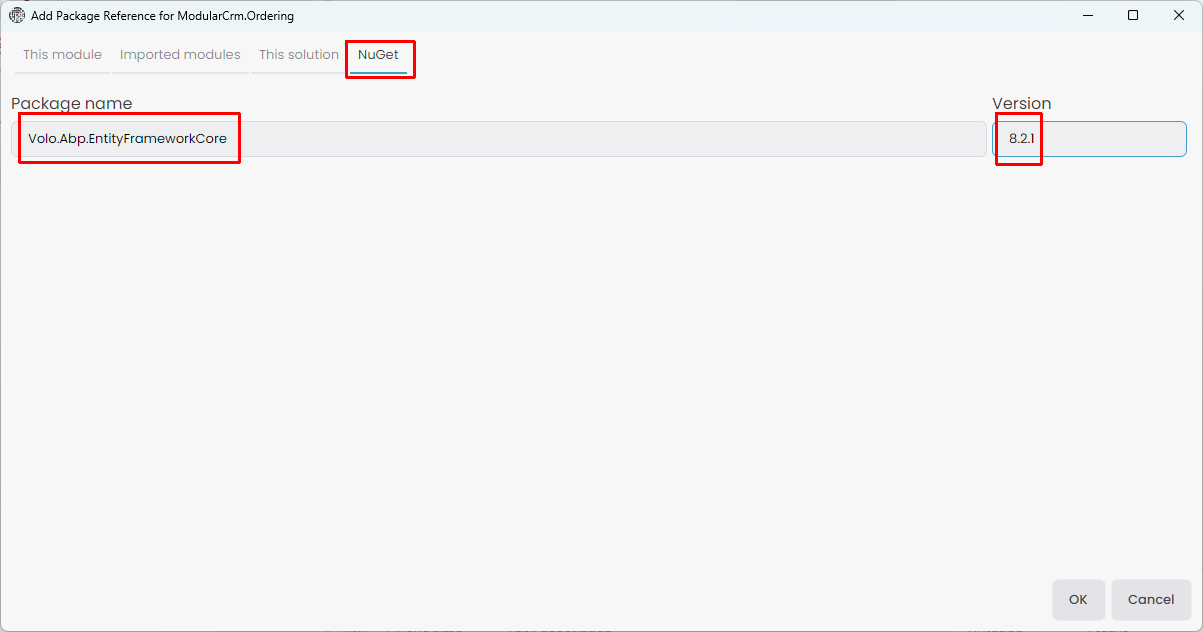 Add Package Reference for ModularCrm.Ordering
This module Imported modules This solution NuGet
Package name Version
Volo.Abp.EntityFrameworkCore 8.2.1
OK Cancel